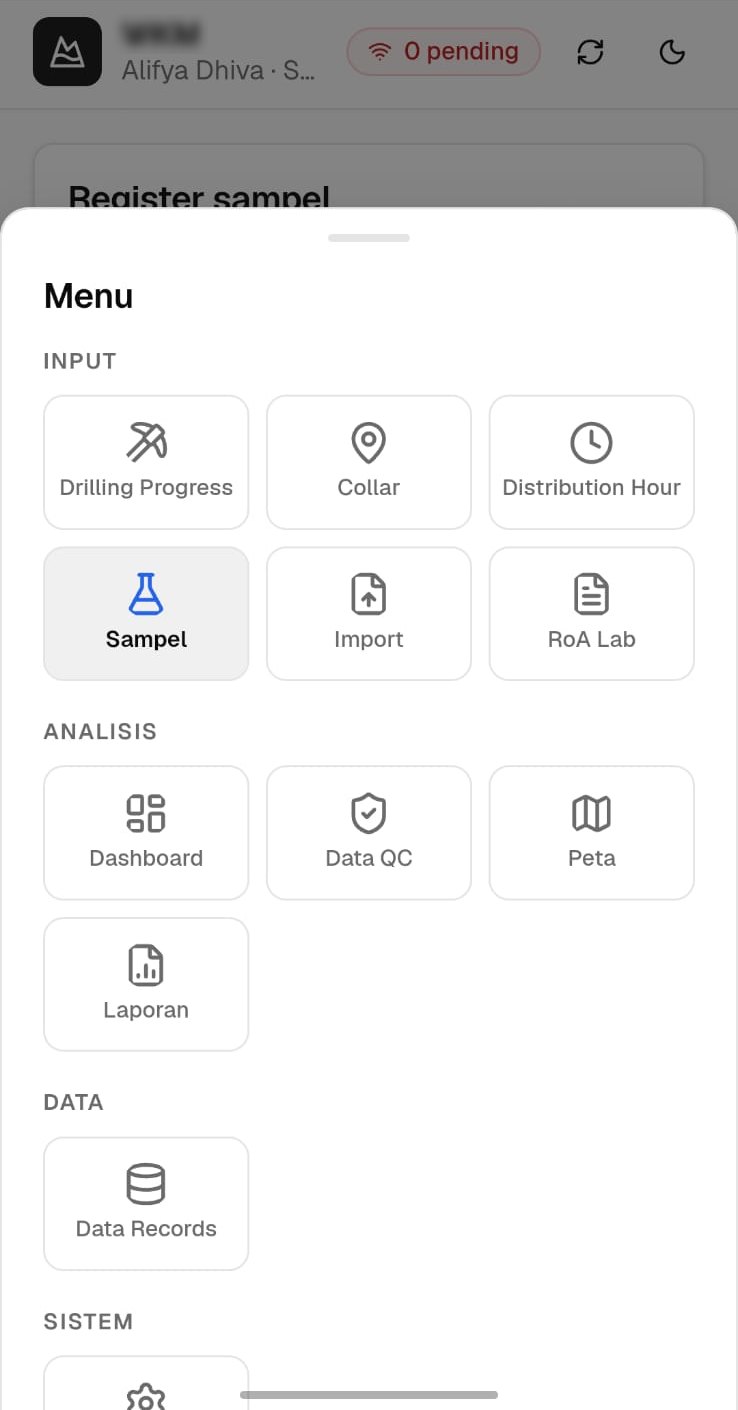 Alifya Dhiva · S...
0 pending
Register sampel
Menu
INPUT
Drilling Progress
Collar
Distribution Hour
Sampel
Import
RoA Lab
ANALISIS
Dashboard
Data QC
Peta
Laporan
DATA
Data Records
SISTEM